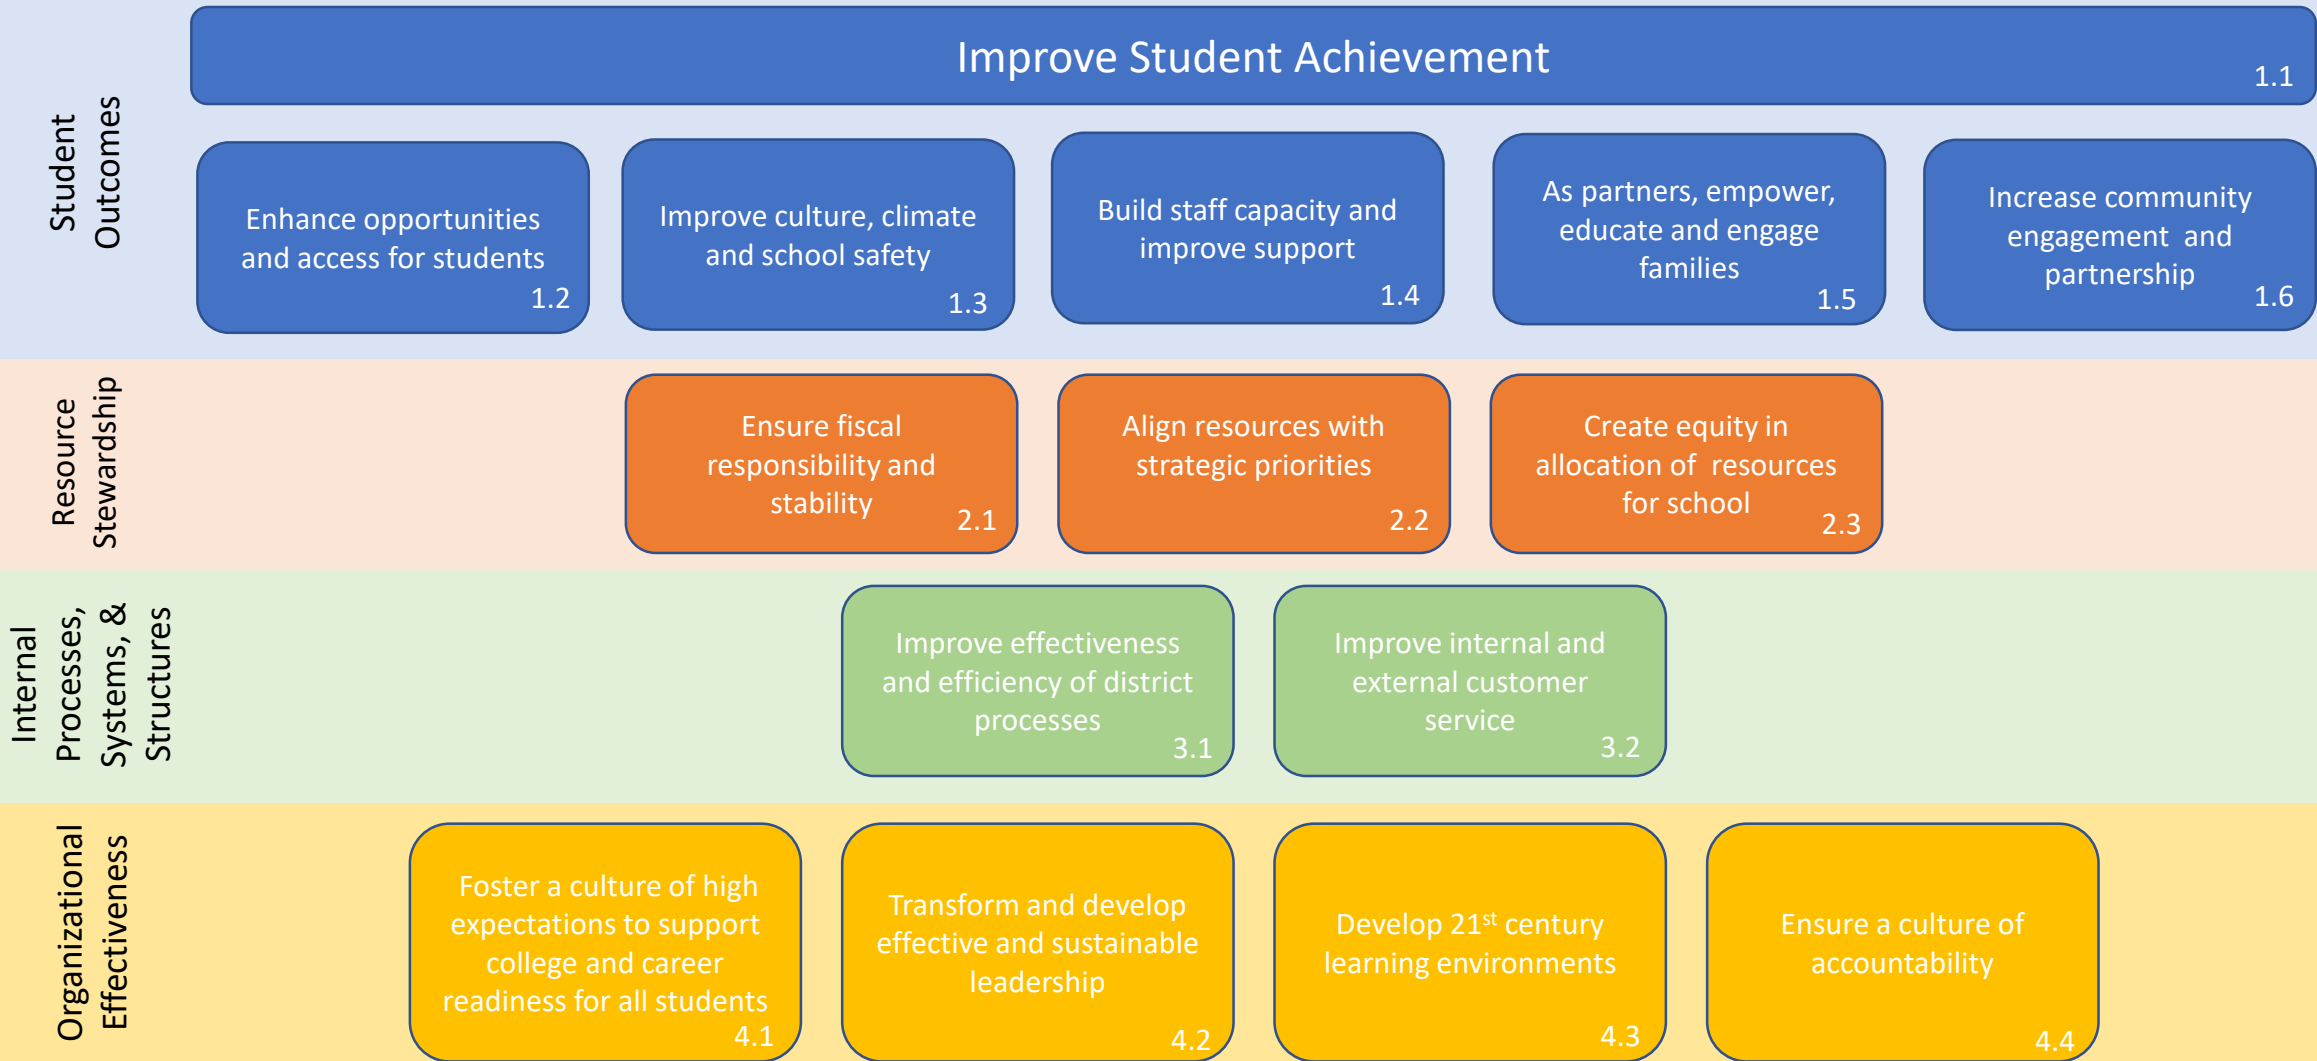 Student
Outcomes
Improve Student Achievement
1.1
Enhance opportunities
and access for students
1.2
Improve culture, climate
and school safety
1.3
Build staff capacity and
improve support
1.4
As partners, empower,
educate and engage
families
1.5
Increase community
engagement  and
partnership
1.6
Resource
Stewardship
Ensure fiscal
responsibility and
stability
2.1
Align resources with
strategic priorities
2.2
Create equity in
allocation of  resources
for school
2.3
Internal
Processes,
Systems, &
Structures
Improve effectiveness
and efficiency of district
processes
3.1
Improve internal and
external customer
service
3.2
Organizational
Effectiveness
Foster a culture of high
expectations to support
college and career
readiness for all students
4.1
Transform and develop
effective and sustainable
leadership
4.2
Develop 21st century
learning environments
4.3
Ensure a culture of
accountability
4.4